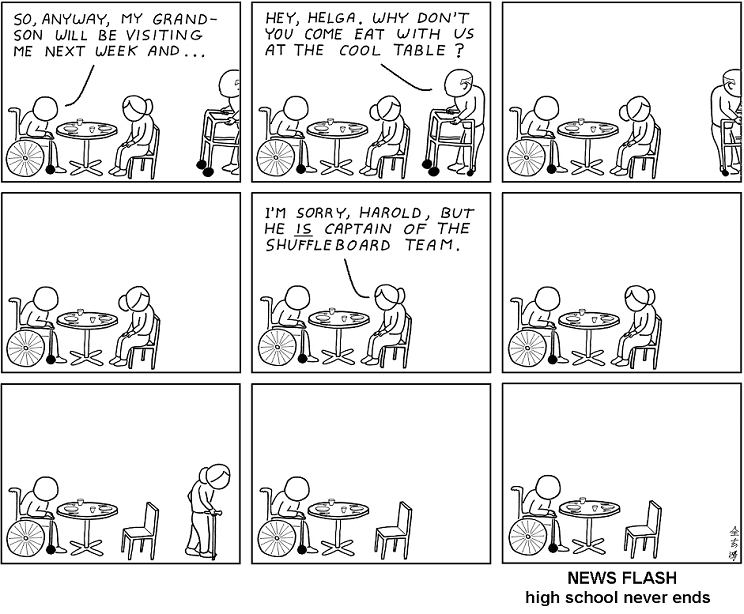 SO, ANYWAY, MY GRAND-
SON WILL BE VISITING
ME NEXT WEEK AND...
HEY, HELGA. WHY DON'T
YOU COME EAT WITH US
AT THE COOL TABLE?
I'M SORRY, HAROLD, BUT
HE IS CAPTAIN OF THE
SHUFFLEBOARD TEAM.
NEWS FLASH
high school never ends